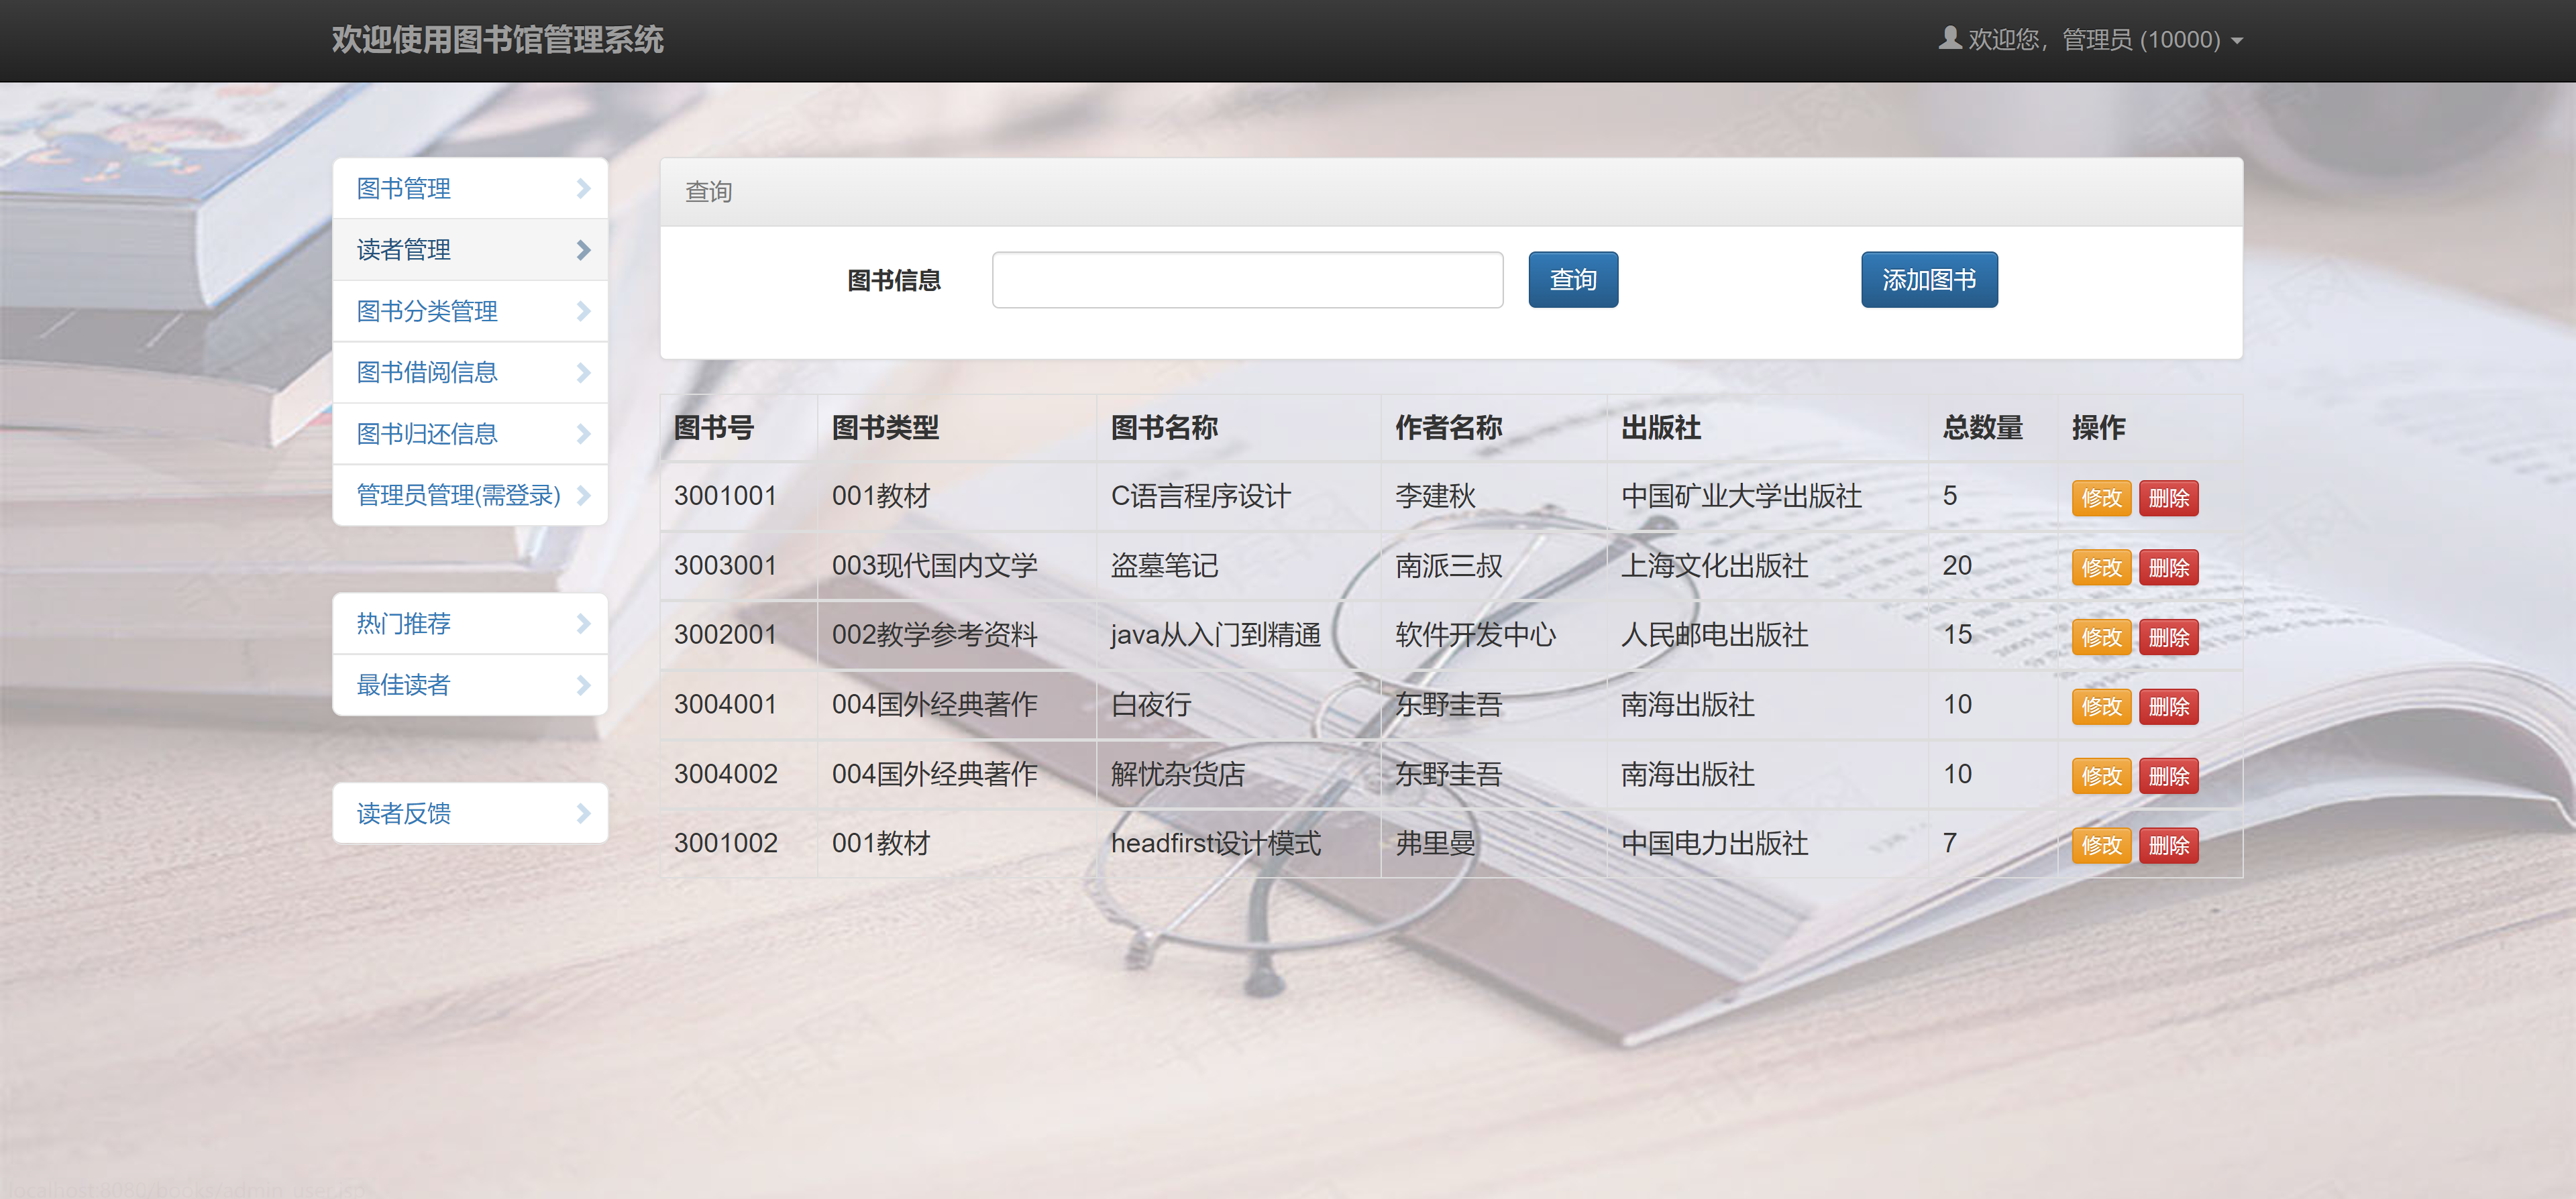 欢迎使用图书馆管理系统
欢迎您，管理员 (10000)
图书管理
读者管理
图书分类管理
图书借阅信息
图书归还信息
管理员管理(需登录)
热门推荐
最佳读者
读者反馈
查询
图书信息 查询 添加图书
图书号 图书类型 图书名称 作者名称 出版社 总数量 操作
3001001 001教材 C语言程序设计 李建秋 中国矿业大学出版社 5 修改 删除
3003001 003现代国内文学 盗墓笔记 南派三叔 上海文化出版社 20 修改 删除
3002001 002教学参考资料 java从入门到精通 软件开发中心 人民邮电出版社 15 修改 删除
3004001 004国外经典著作 白夜行 东野圭吾 南海出版社 10 修改 删除
3004002 004国外经典著作 解忧杂货店 东野圭吾 南海出版社 10 修改 删除
3001002 001教材 headfirst设计模式 弗里曼 中国电力出版社 7 修改 删除
localhost:8080/books/admin_user.jsp